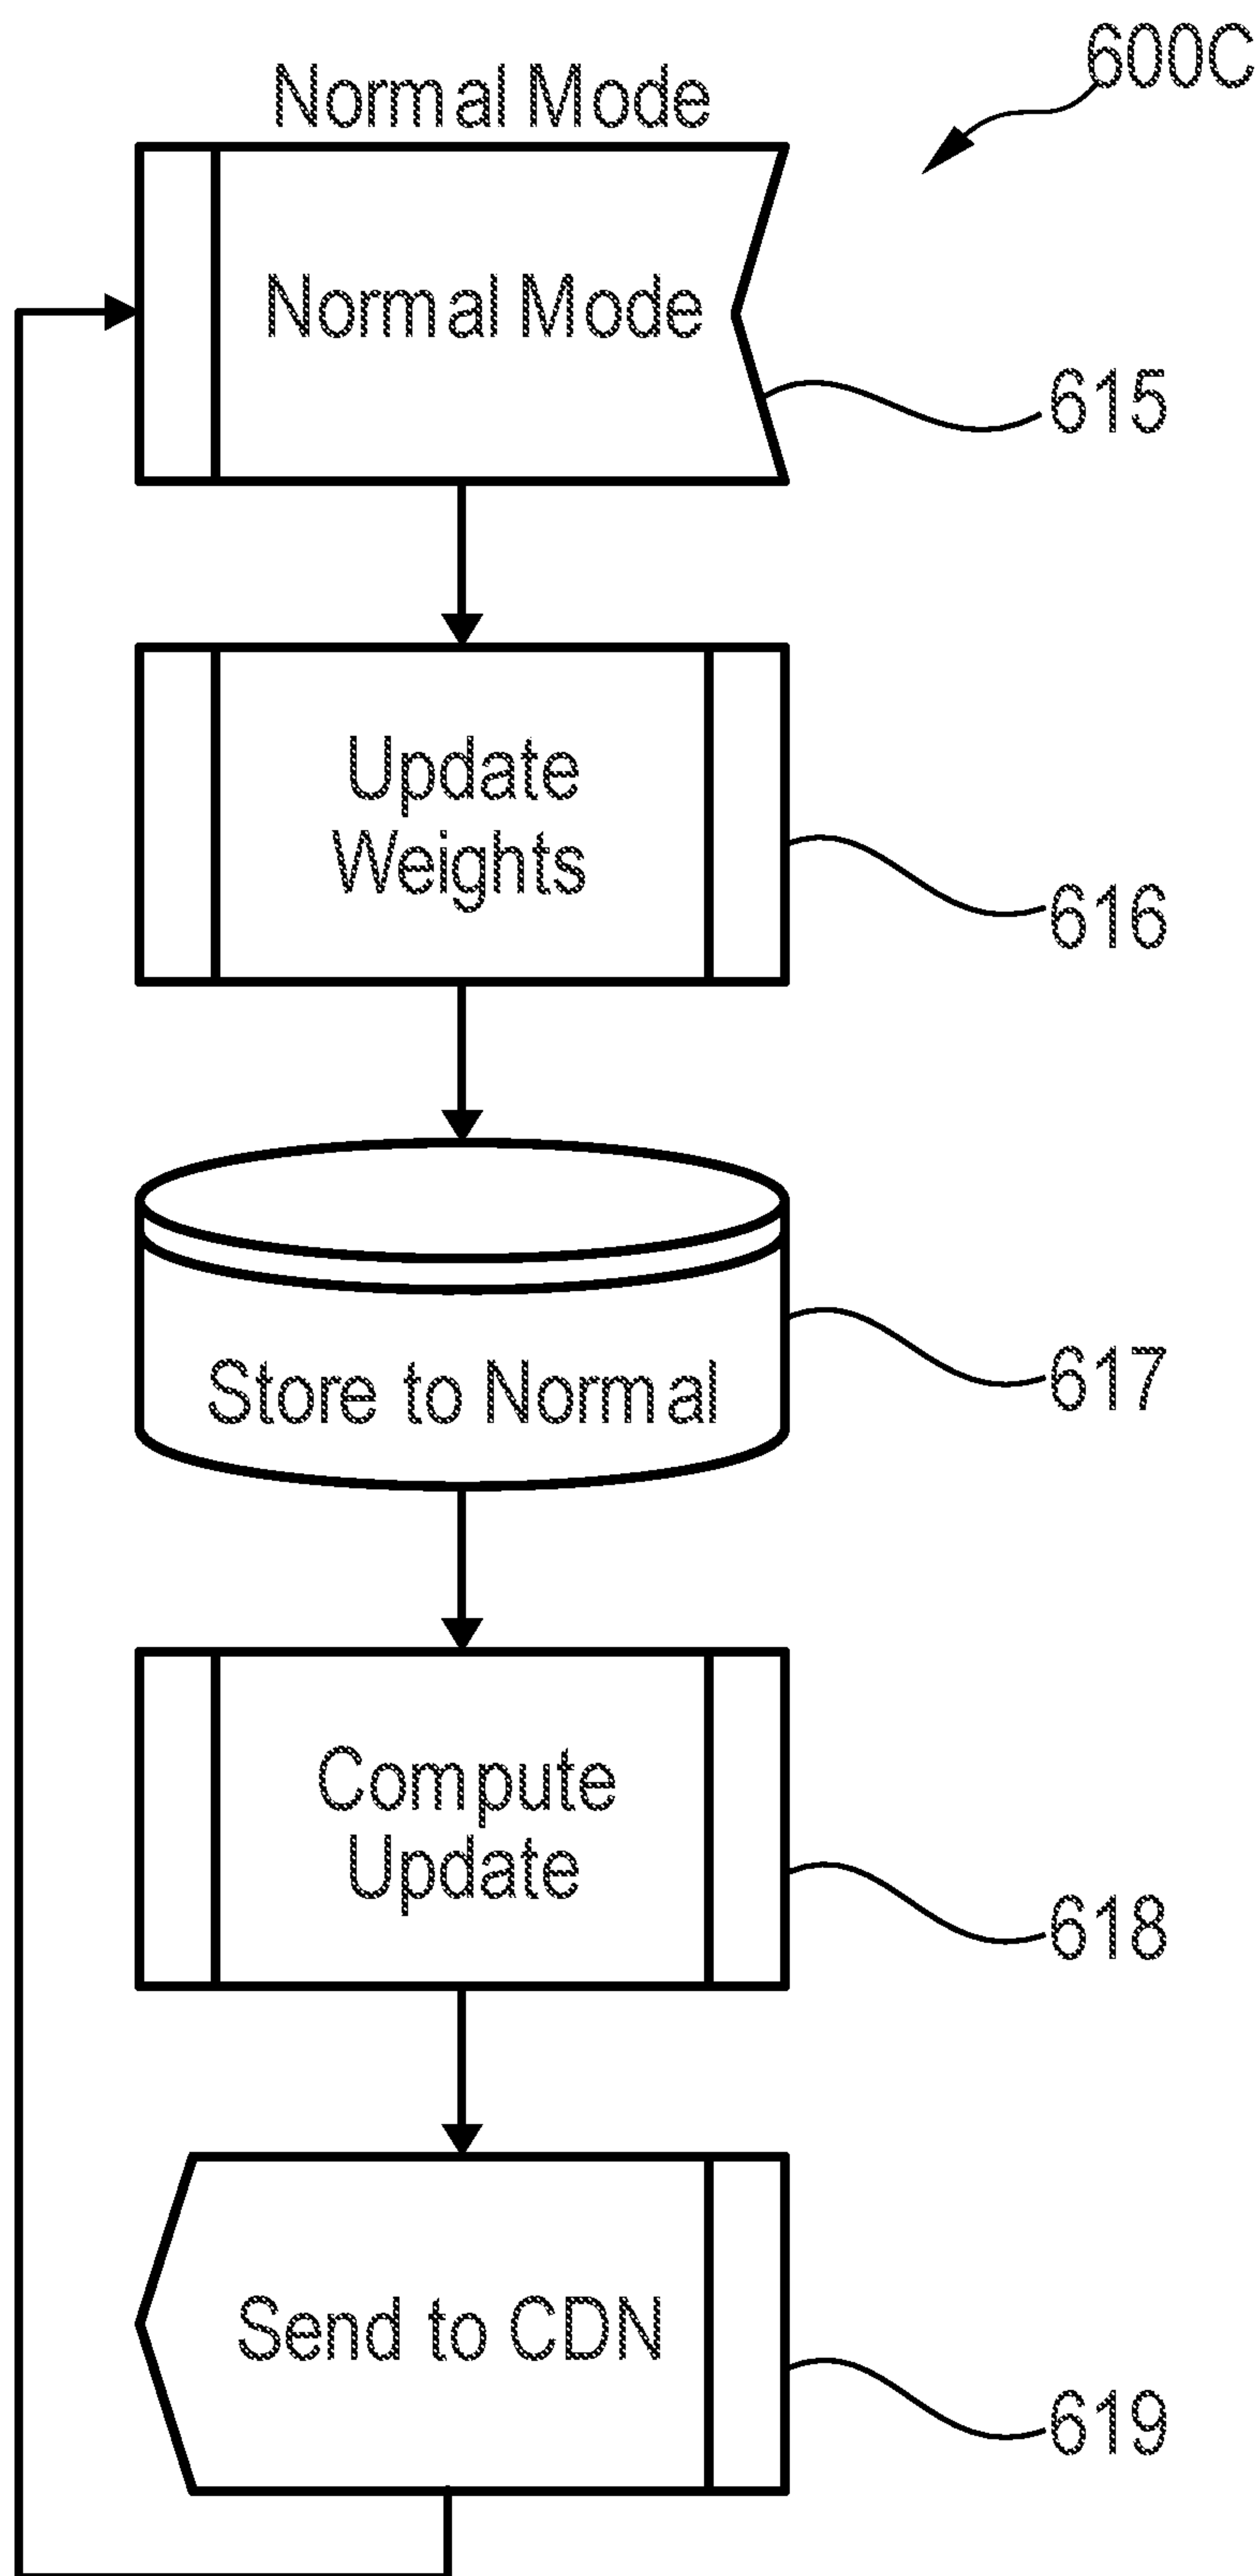 600C
Normal Mode
Normal Mode
615
Update
Weights
616
Store to Normal
617
Compute
Update
618
Send to CDN
619